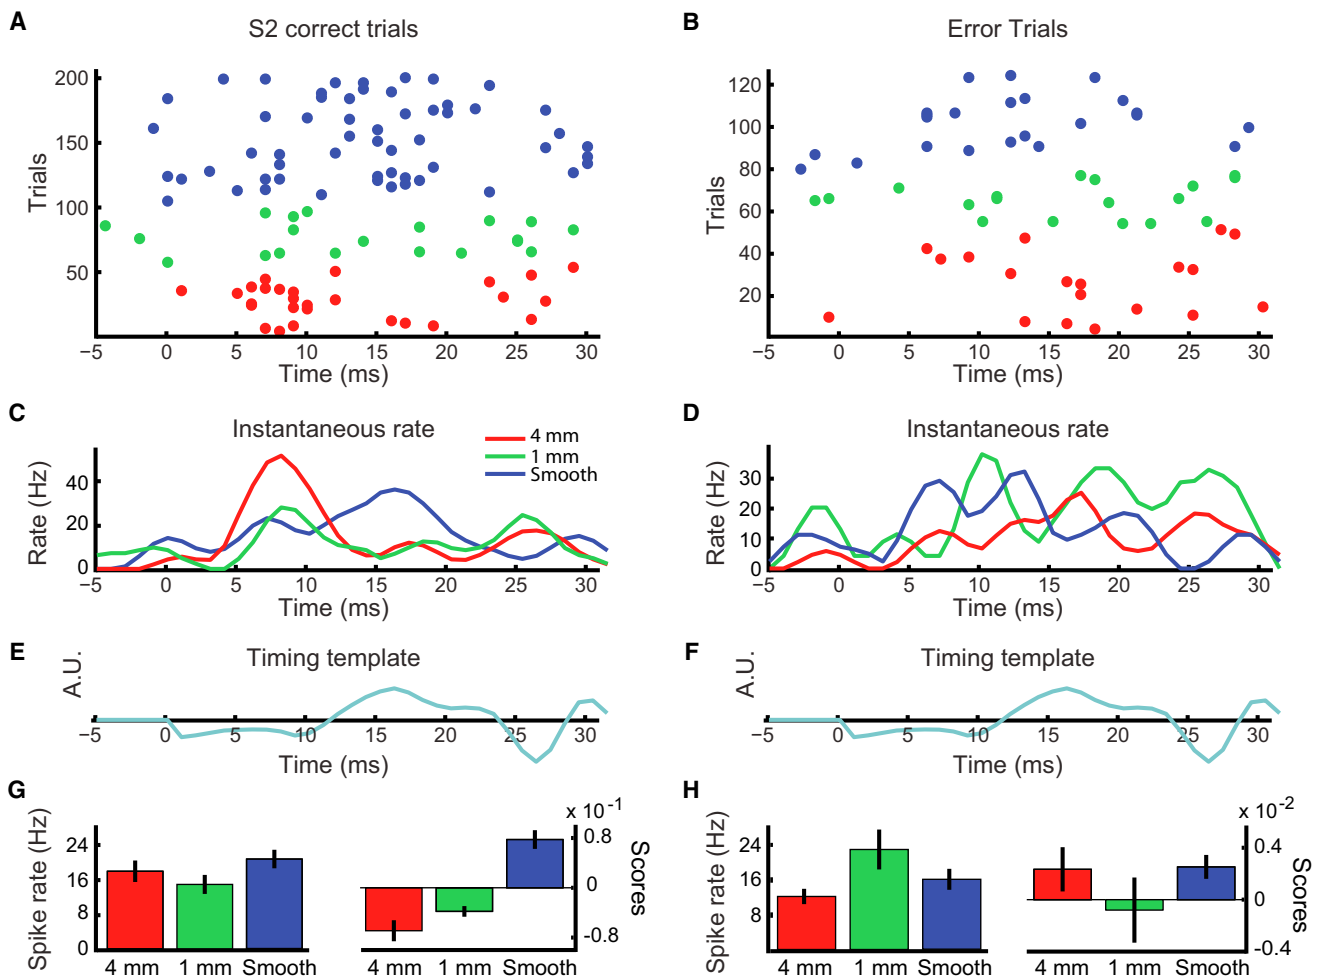 A
S2 correct trials
Trials
200
150
100
50
−5 0 5 10 15 20 25 30
Time (ms)
B
Error Trials
Trials
120
100
80
60
40
20
−5 0 5 10 15 20 25 30
Time (ms)
C
Instantaneous rate
4 mm
1 mm
Smooth
Rate (Hz)
40
20
0
−5 0 5 10 15 20 25 30
Time (ms)
D
Instantaneous rate
Rate (Hz)
30
20
10
0
−5 0 5 10 15 20 25 30
Time (ms)
E
Timing template
A.U.
−5 0 5 10 15 20 25 30
Time (ms)
F
Timing template
A.U.
−5 0 5 10 15 20 25 30
Time (ms)
G
Spike rate (Hz)
24
16
8
0
4 mm 1 mm Smooth
x 10⁻¹
0.8
0
-0.8
Scores
4 mm 1 mm Smooth
H
Spike rate (Hz)
24
16
8
4 mm 1 mm Smooth
x 10⁻²
0.4
0
-0.4
Scores
4 mm 1 mm Smooth